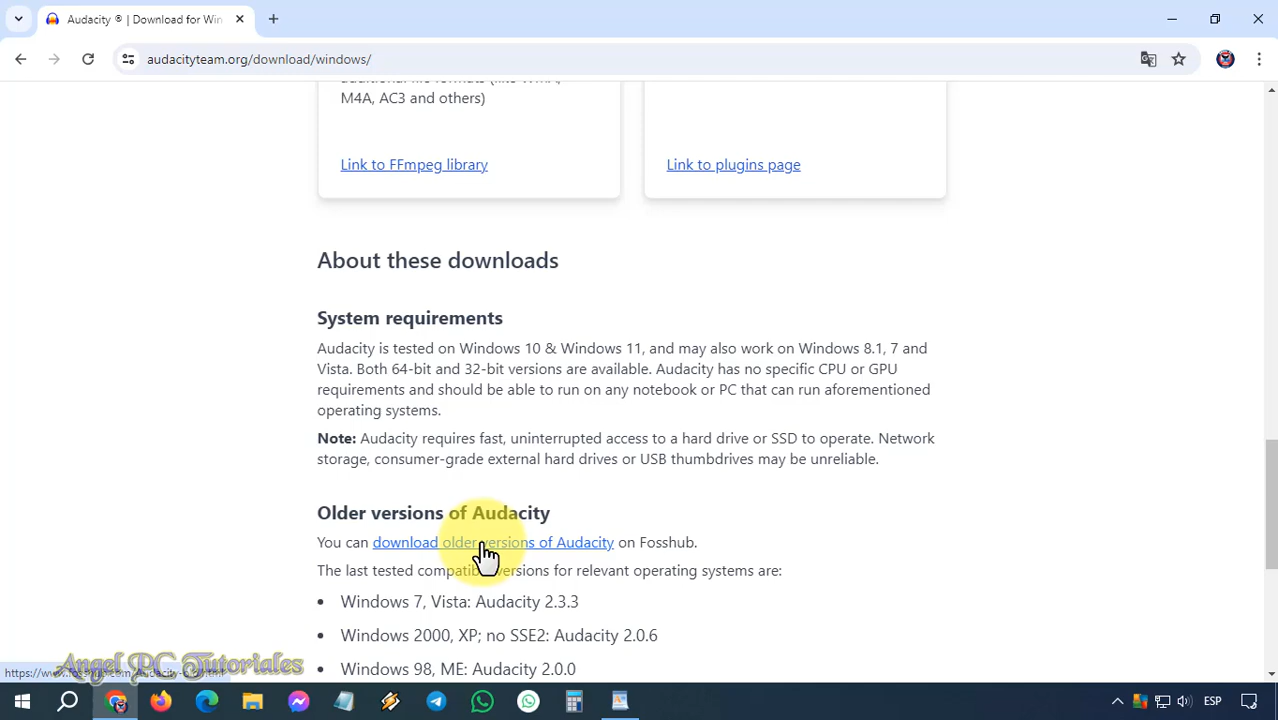 Audacity ® | Download for Win
audacityteam.org/download/windows/
M4A, AC3 and others)
Link to FFmpeg library
Link to plugins page
About these downloads
System requirements
Audacity is tested on Windows 10 & Windows 11, and may also work on Windows 8.1, 7 and
Vista. Both 64-bit and 32-bit versions are available. Audacity has no specific CPU or GPU
requirements and should be able to run on any notebook or PC that can run aforementioned
operating systems.
Note: Audacity requires fast, uninterrupted access to a hard drive or SSD to operate. Network
storage, consumer-grade external hard drives or USB thumbdrives may be unreliable.
Older versions of Audacity
You can download older versions of Audacity on Fosshub.
The last tested compatible versions for relevant operating systems are:
• Windows 7, Vista: Audacity 2.3.3
• Windows 2000, XP; no SSE2: Audacity 2.0.6
• Windows 98, ME: Audacity 2.0.0
Angel PC Tutoriales
ESP